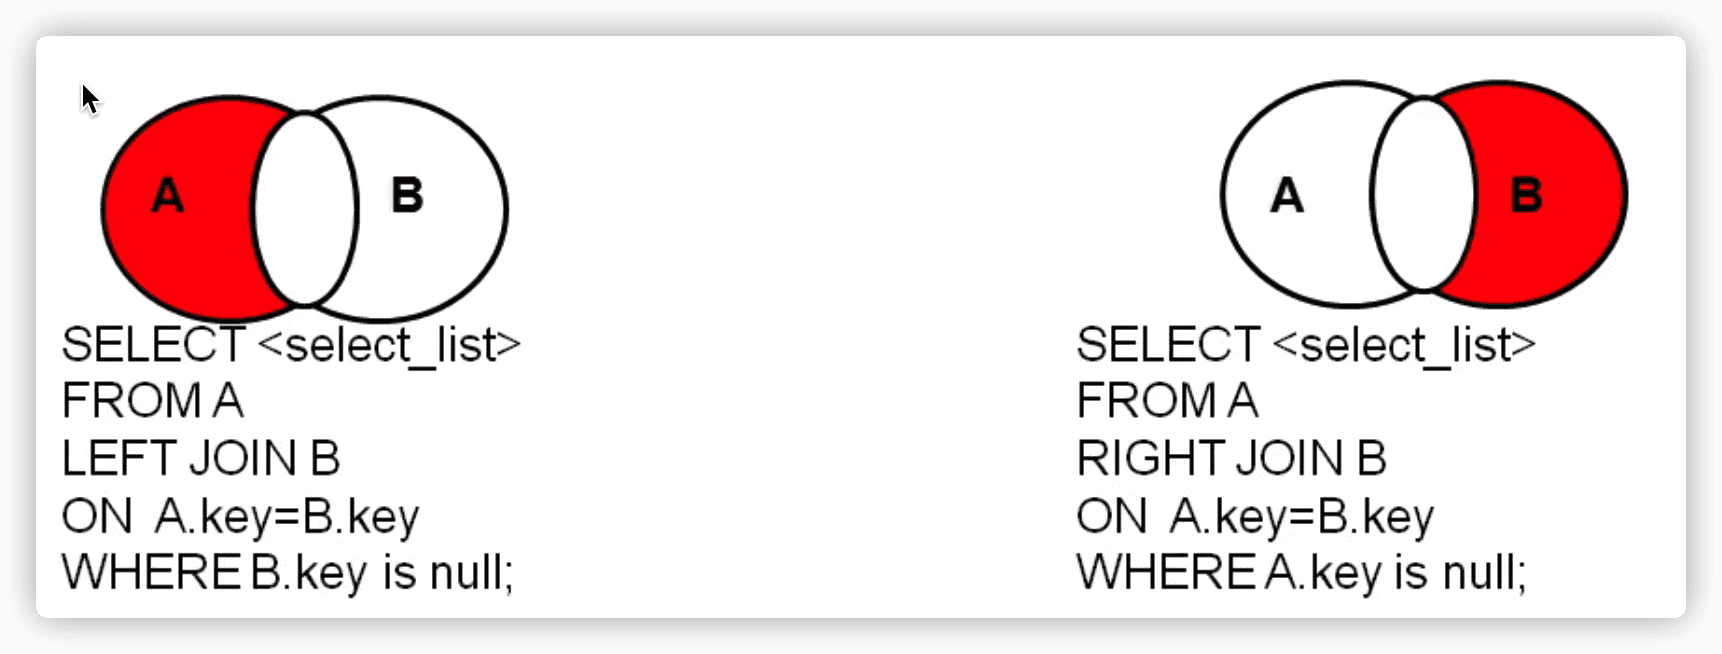 A B
SELECT <select_list>
FROM A
LEFT JOIN B
ON A.key=B.key
WHERE B.key is null;
A B
SELECT <select_list>
FROM A
RIGHT JOIN B
ON A.key=B.key
WHERE A.key is null;